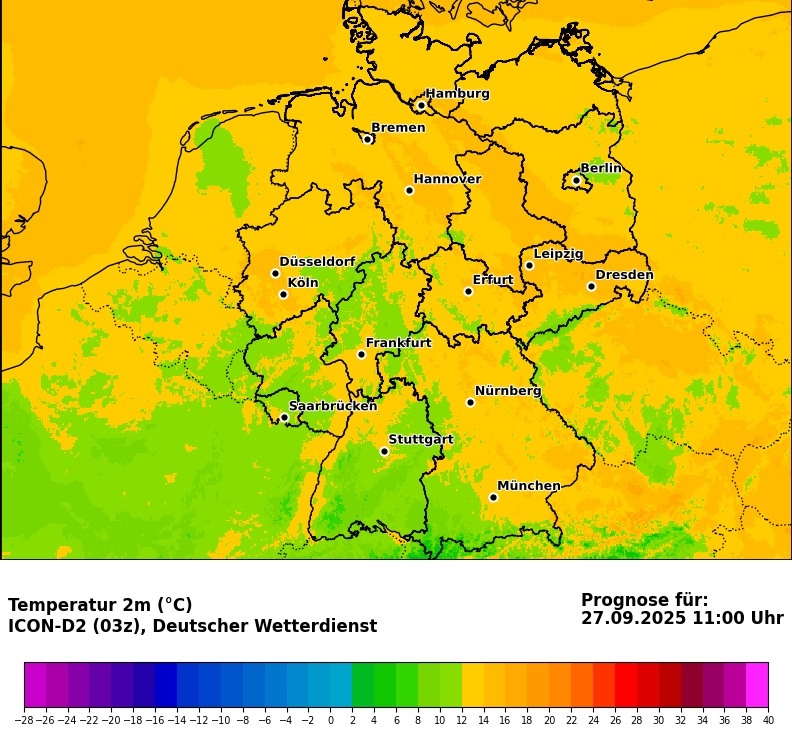 Hamburg
Bremen
Berlin
Hannover
Leipzig
Düsseldorf
Dresden
Erfurt
Köln
Frankfurt
Nürnberg
Saarbrücken
Stuttgart
München
Temperatur 2m (°C)
ICON-D2 (03z), Deutscher Wetterdienst
Prognose für:
27.09.2025 11:00 Uhr
−28 −26 −24 −22 −20 −18 −16 −14 −12 −10 −8 −6 −4 −2 0 2 4 6 8 10 12 14 16 18 20 22 24 26 28 30 32 34 36 38 40